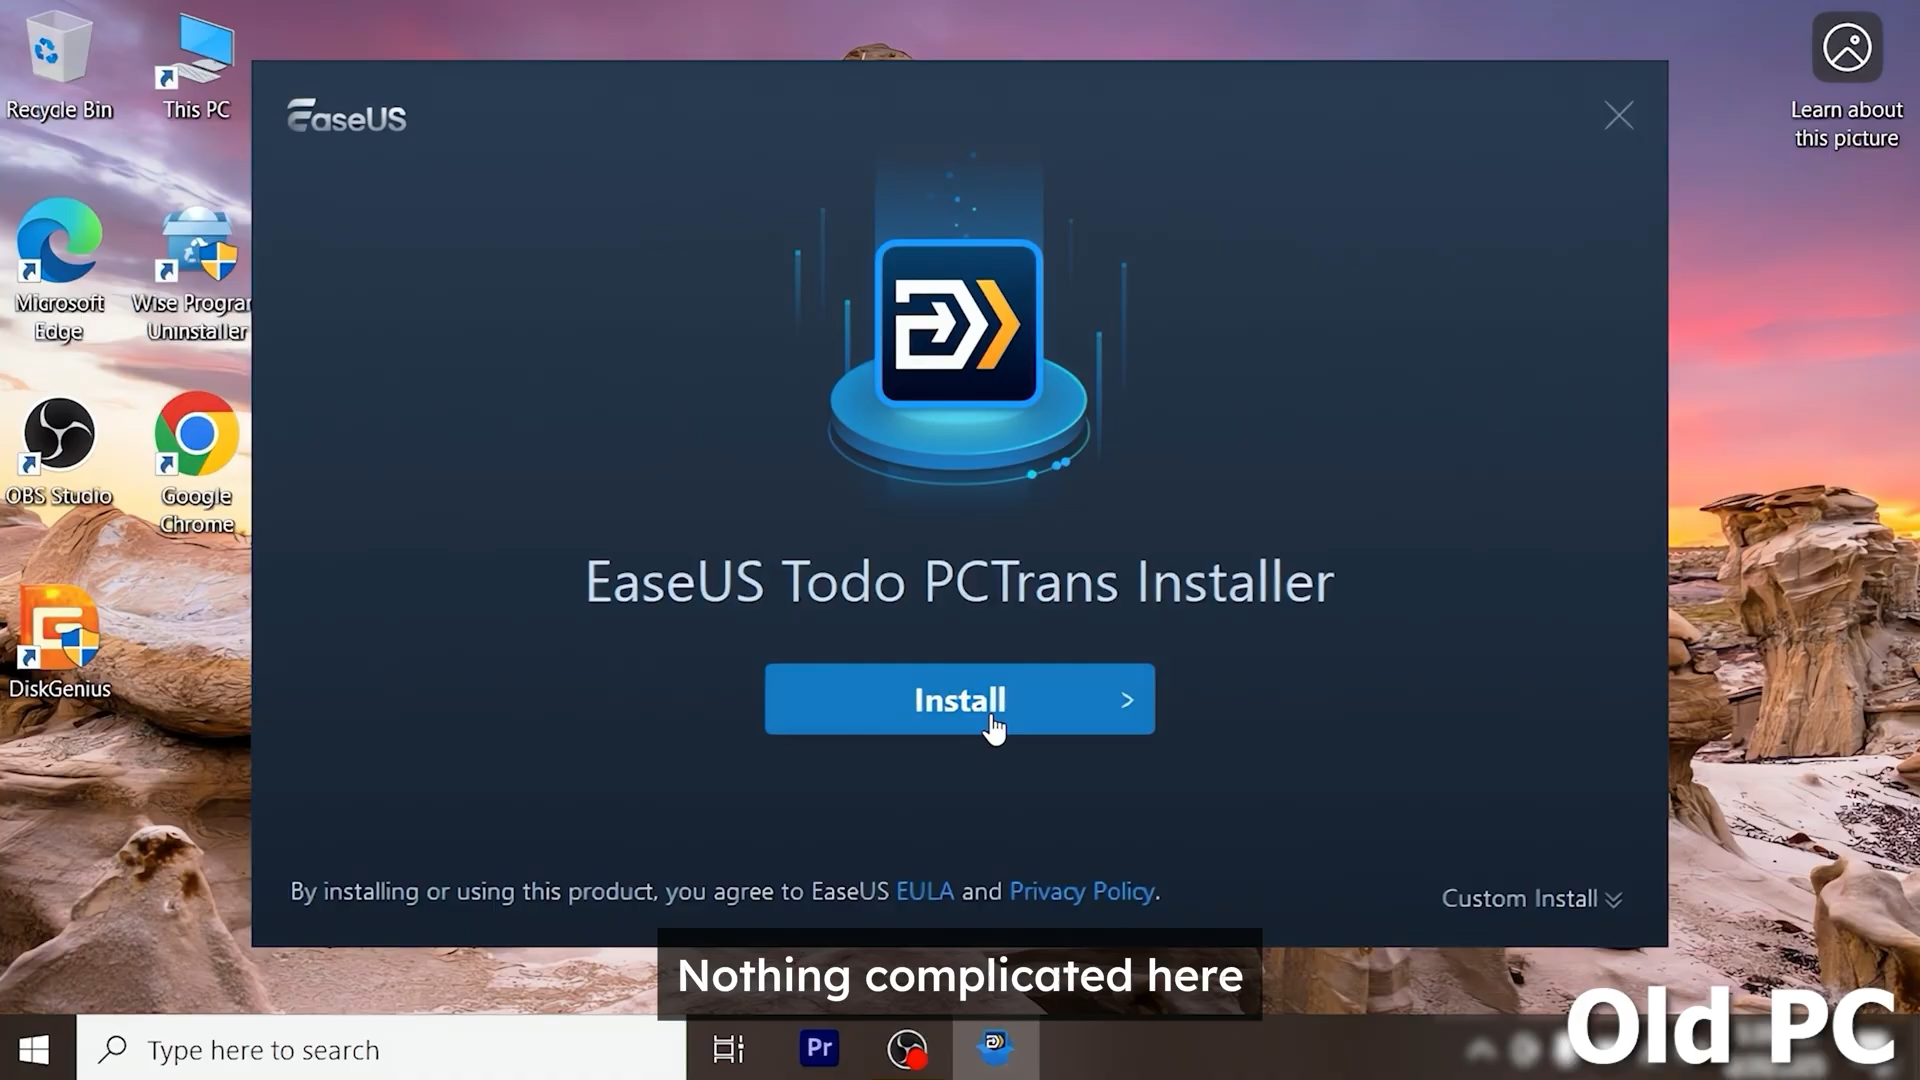 Recycle Bin
This PC
Learn about
this picture
EaseUS
Microsoft
Edge
Wise Program
Uninstaller
OBS Studio
Google
Chrome
DiskGenius
EaseUS Todo PCTrans Installer
Install >
By installing or using this product, you agree to EaseUS EULA and Privacy Policy.
Custom Install
Nothing complicated here
Old PC
Type here to search
Pr